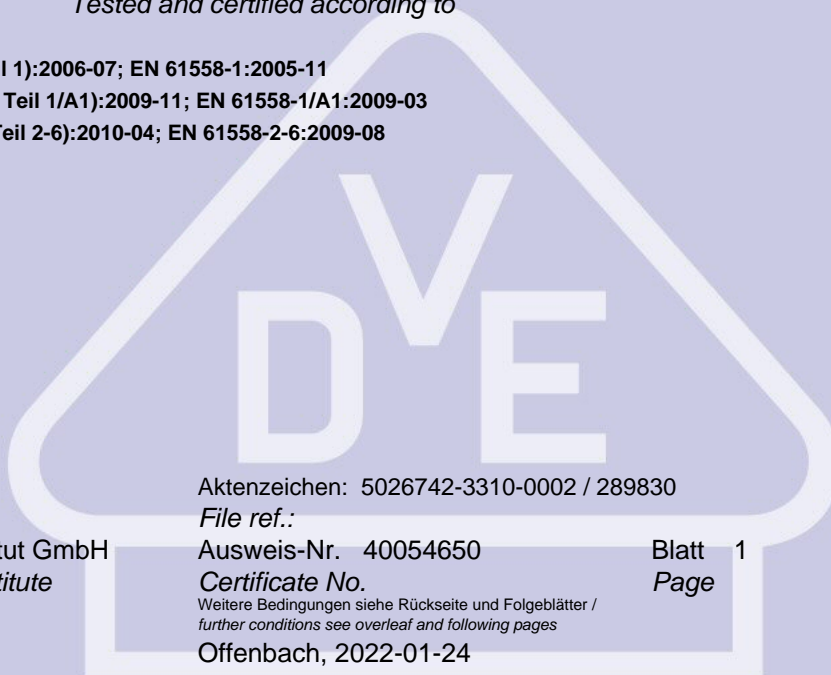 Tested and certified according to
l 1):2006-07; EN 61558-1:2005-11
Teil 1/A1):2009-11; EN 61558-1/A1:2009-03
Teil 2-6):2010-04; EN 61558-2-6:2009-08
VDE
Aktenzeichen: 5026742-3310-0002 / 289830
File ref.:
tut GmbH Ausweis-Nr. 40054650 Blatt 1
titute Certificate No. Page
Weitere Bedingungen siehe Rückseite und Folgeblätter /
further conditions see overleaf and following pages
Offenbach, 2022-01-24